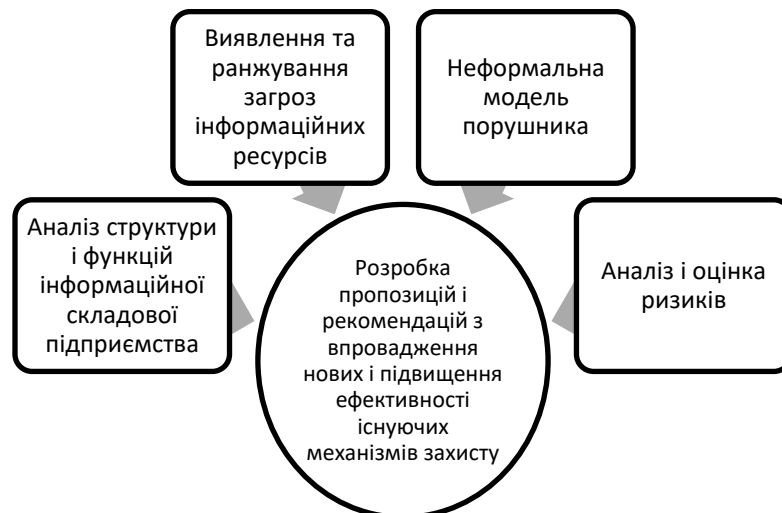 Виявлення та
ранжування
загроз
інформаційних
ресурсів
Неформальна
модель
порушника
Аналіз структури
і функцій
інформаційної
складової
підприємства
Аналіз і оцінка
ризиків
Розробка
пропозицій і
рекомендацій з
впровадження
нових і підвищення
ефективності
існуючих
механізмів захисту